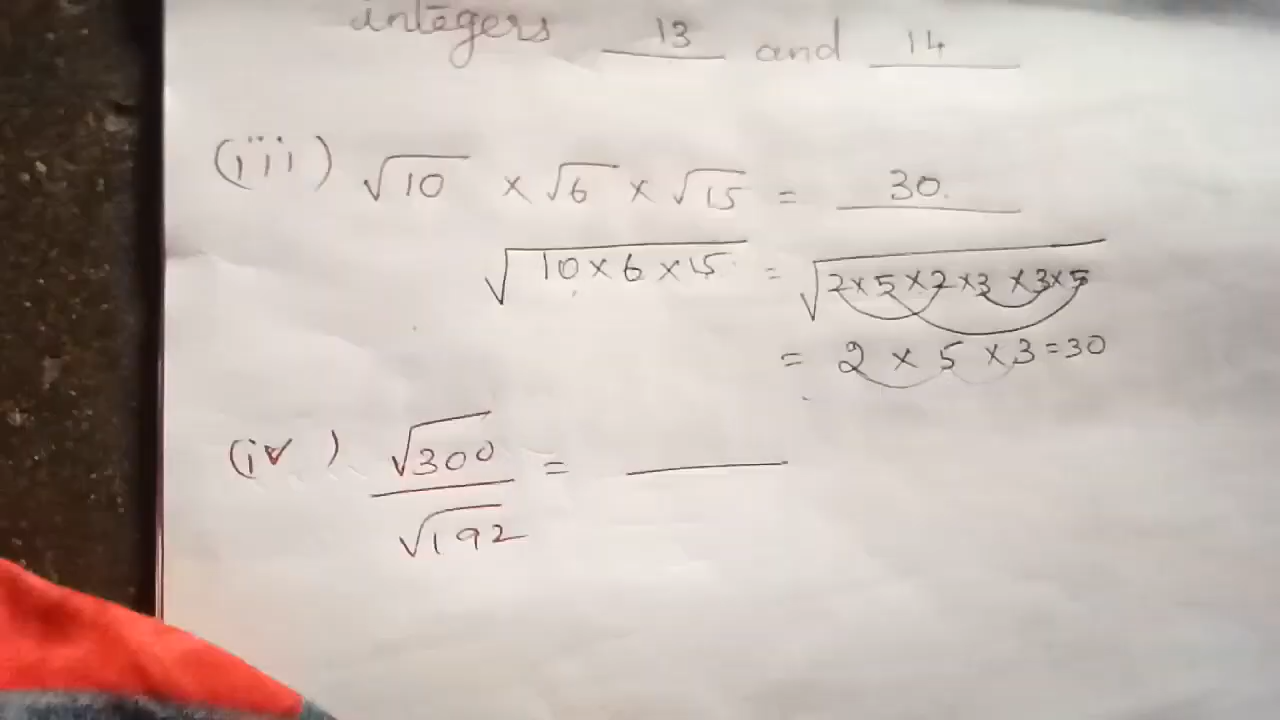 integers 13 and 14
(iii) √10 × √6 × √15 = 30.
√10×6×15 = √2×5×2×3×3×5
= 2 × 5 × 3 = 30
(iv) √300 = ____
√192